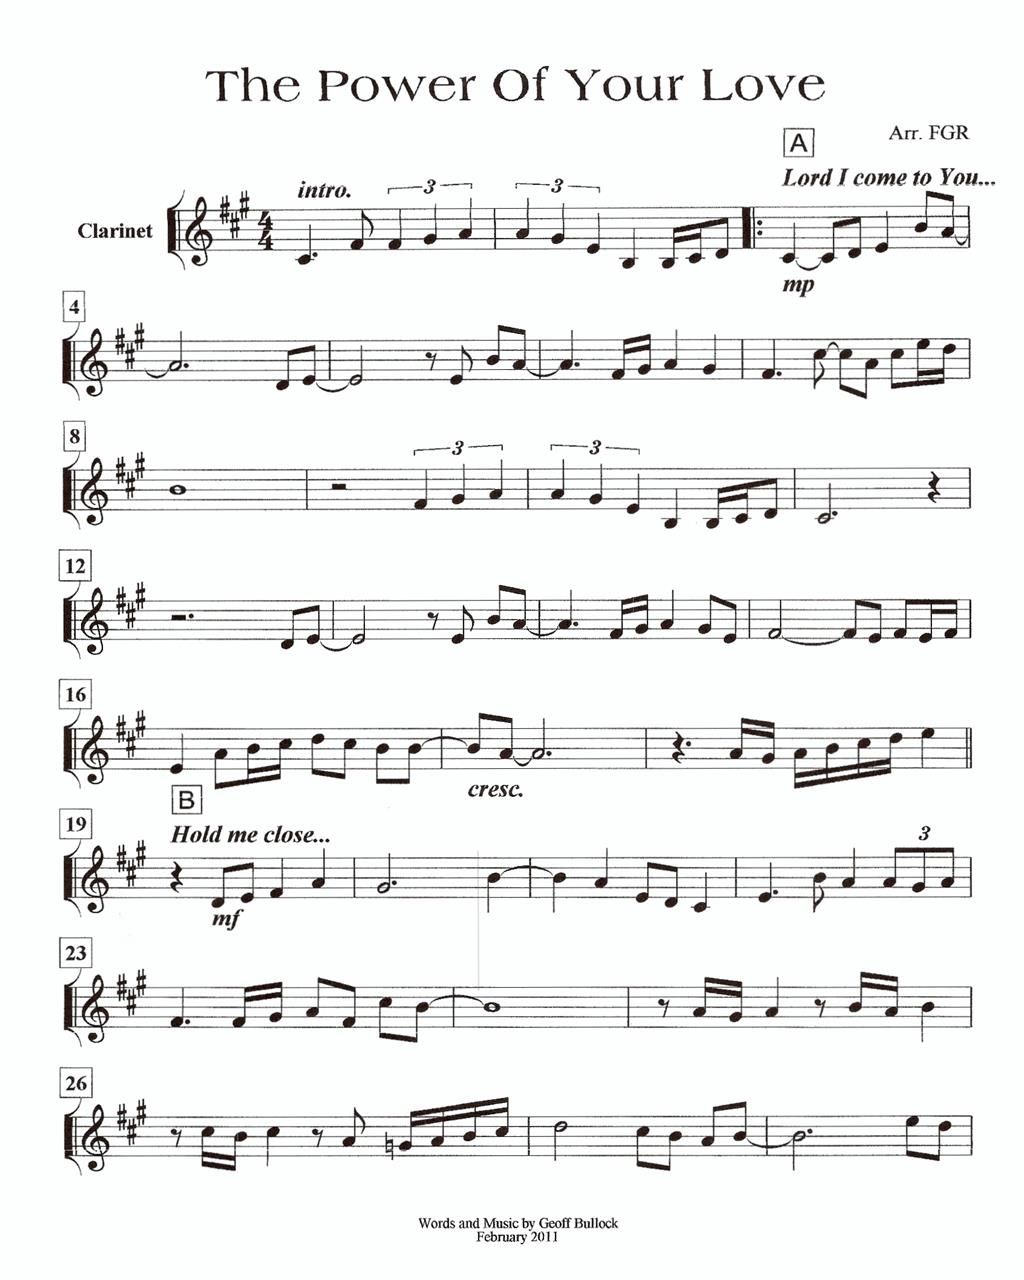 The Power Of Your Love
Arr. FGR
A
Lord I come to You...
intro.
3
3
Clarinet
4
4
mp
4
8
3
3
12
16
cresc.
B
19
Hold me close...
3
mf
23
26
Words and Music by Geoff Bullock
February 2011